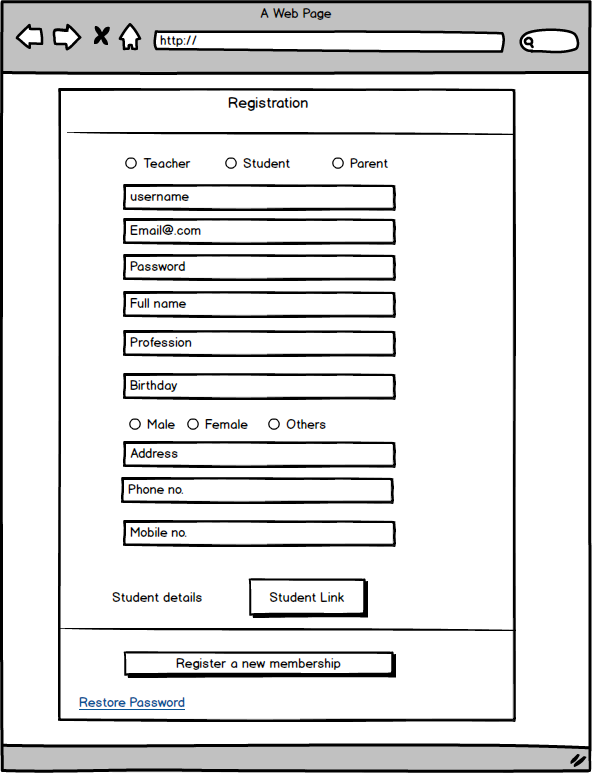 A Web Page
http://
Registration
Teacher Student Parent
username
Email@.com
Password
Full name
Profession
Birthday
Male Female Others
Address
Phone no.
Mobile no.
Student details Student Link
Register a new membership
Restore Password